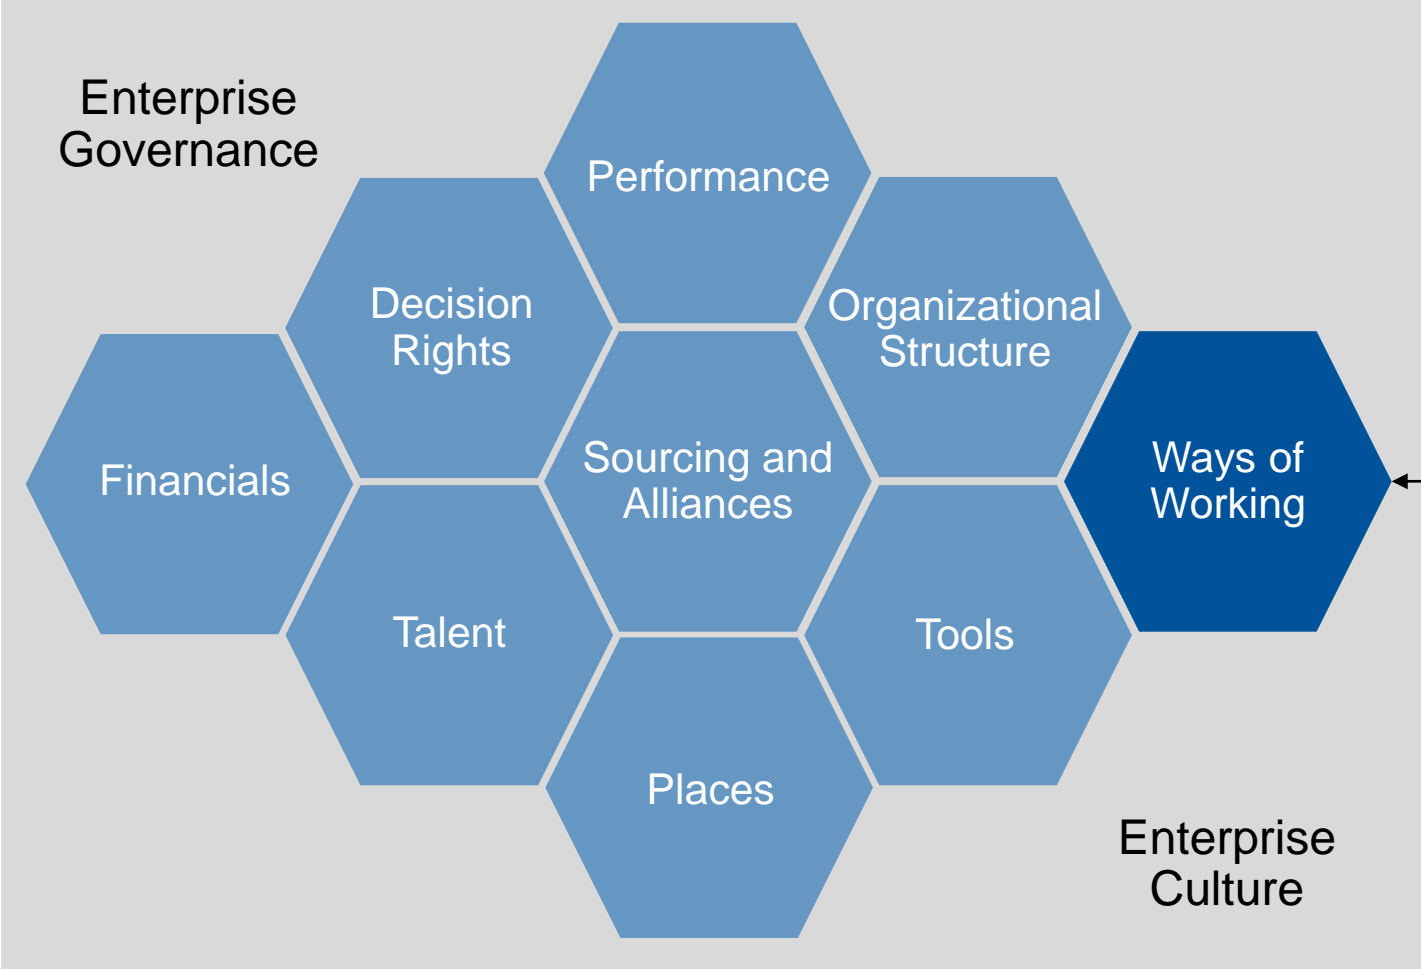 Enterprise
Governance
Performance
Decision
Rights
Organizational
Structure
Financials
Sourcing and
Alliances
Ways of
Working
Talent
Tools
Places
Enterprise
Culture